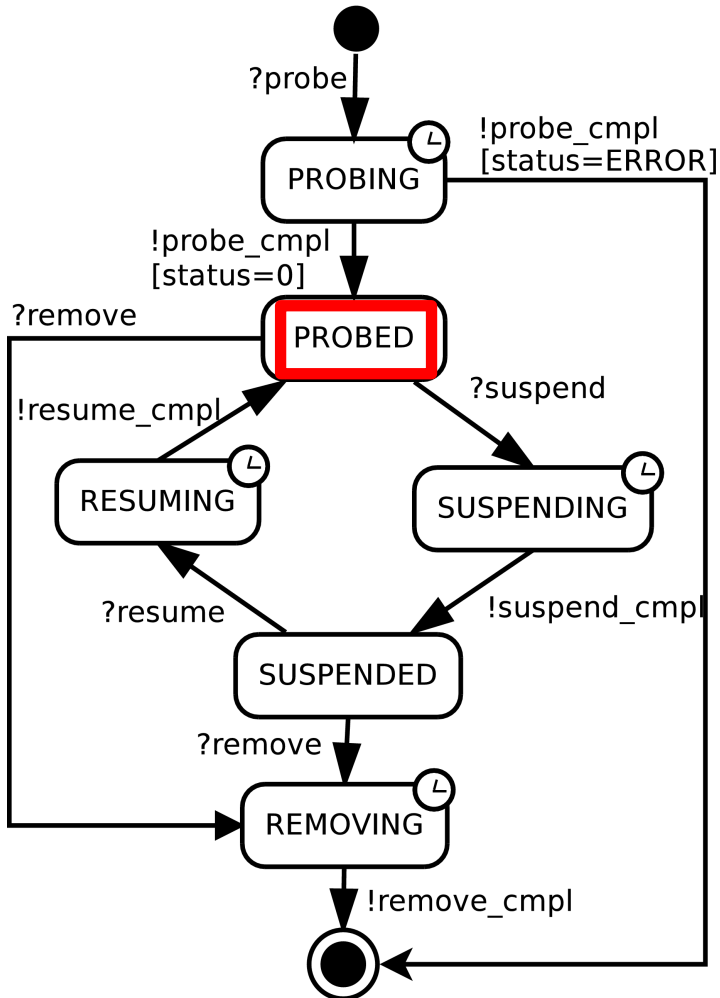 ?probe
!probe_cmpl
[status=ERROR]
PROBING
!probe_cmpl
[status=0]
?remove
PROBED
?suspend
!resume_cmpl
RESUMING
SUSPENDING
?resume
!suspend_cmpl
SUSPENDED
?remove
REMOVING
!remove_cmpl